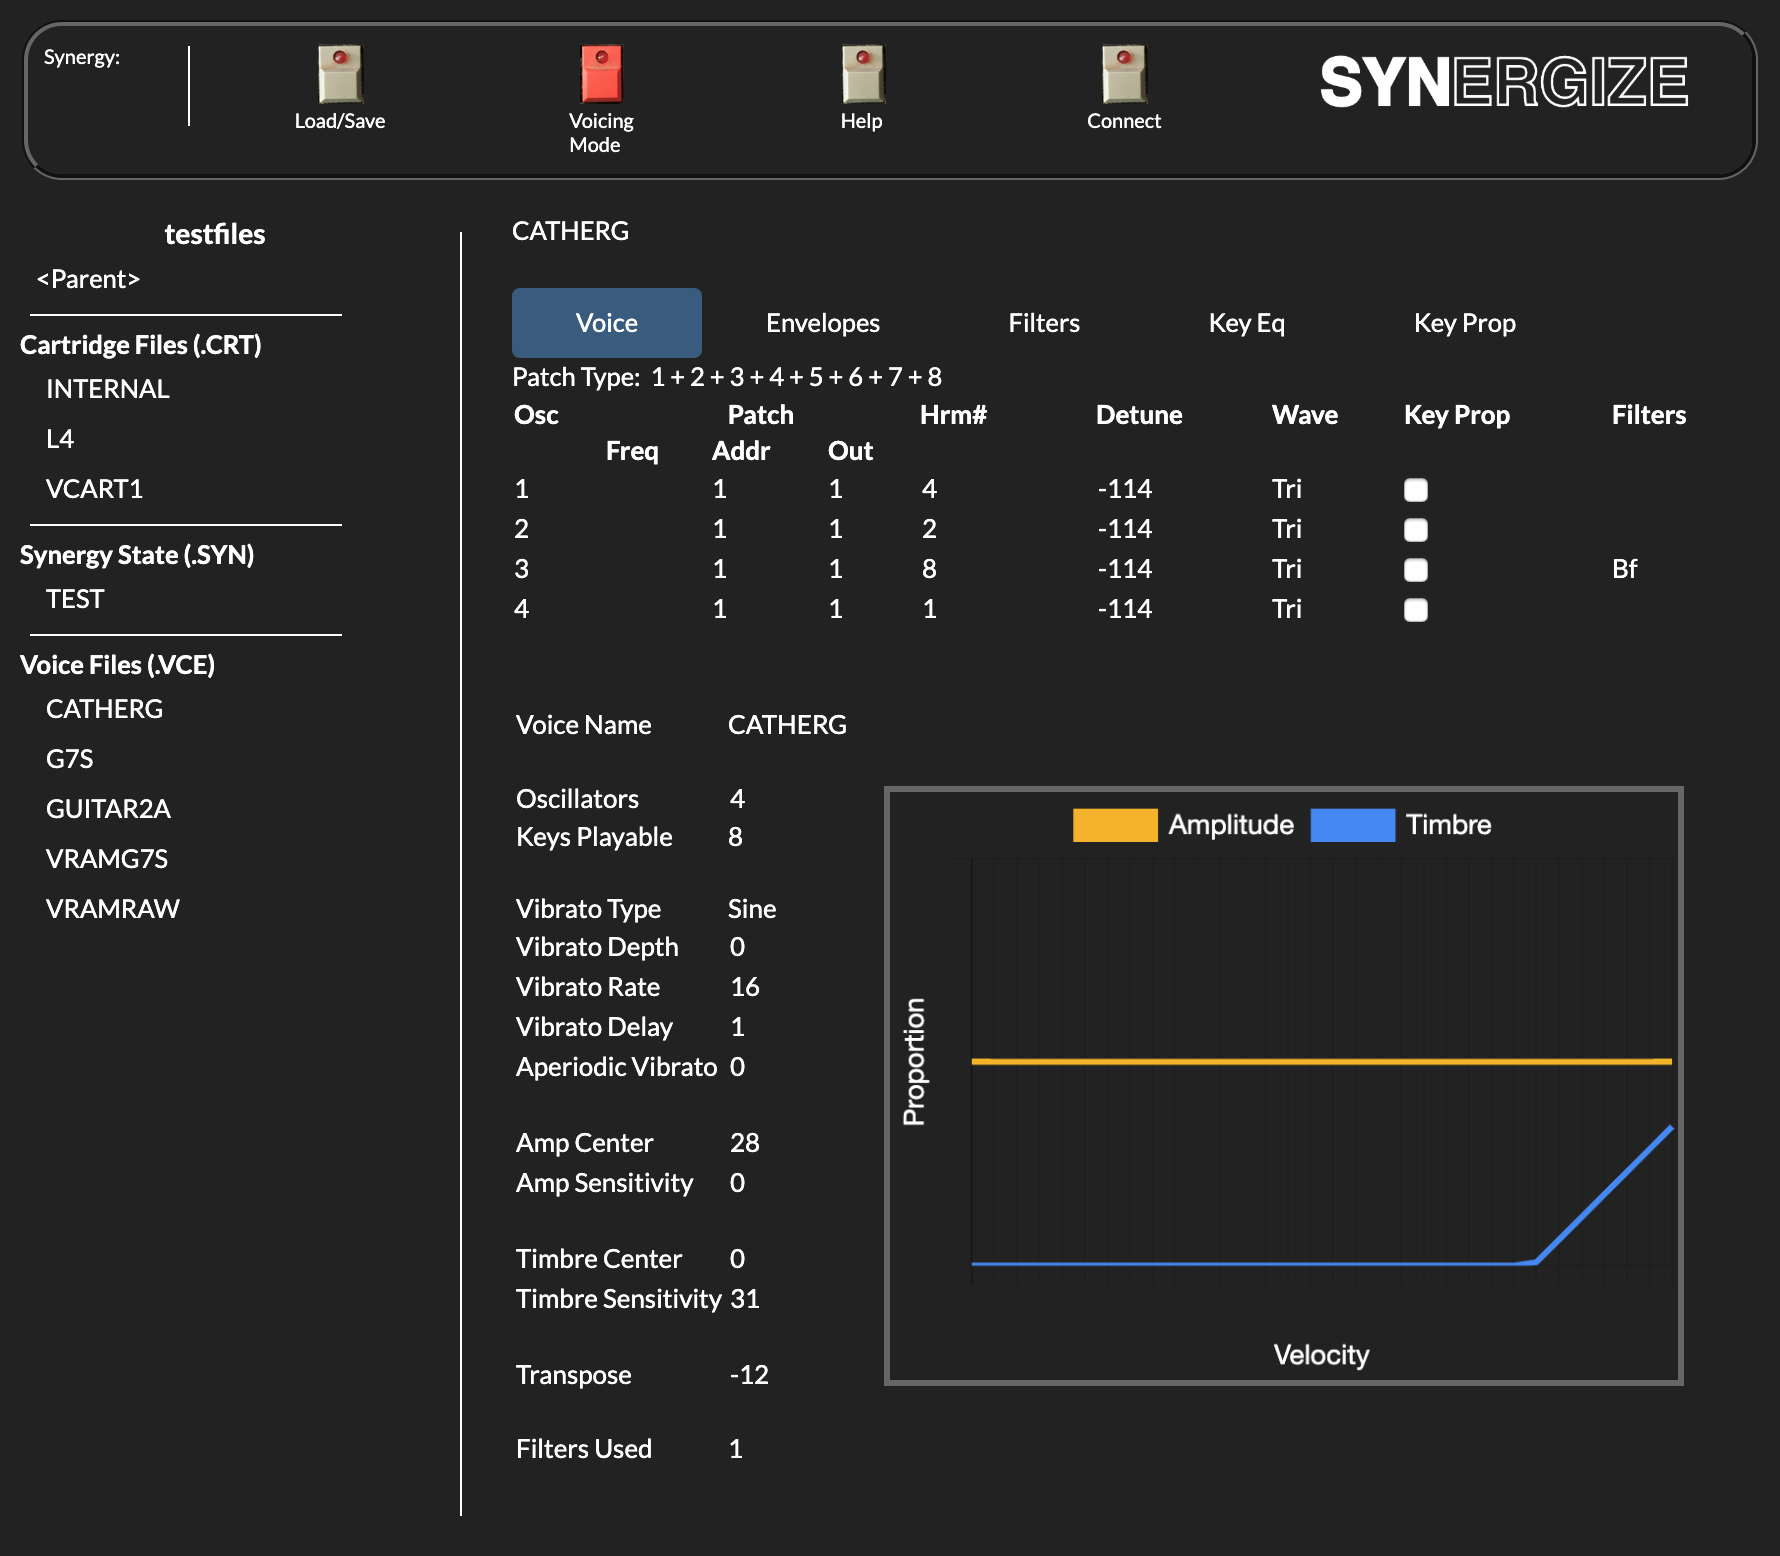 Synergy:
Load/Save
Voicing
Mode
Help
Connect
SYNERGIZE
testfiles
<Parent>
Cartridge Files (.CRT)
INTERNAL
L4
VCART1
Synergy State (.SYN)
TEST
Voice Files (.VCE)
CATHERG
G7S
GUITAR2A
VRAMG7S
VRAMRAW
CATHERG
Voice Envelopes Filters Key Eq Key Prop
Patch Type: 1 + 2 + 3 + 4 + 5 + 6 + 7 + 8
Osc Patch Hrm# Detune Wave Key Prop Filters
Freq Addr Out
1 1 1 4 -114 Tri
2 1 1 2 -114 Tri
3 1 1 8 -114 Tri Bf
4 1 1 1 -114 Tri
Voice Name CATHERG
Oscillators 4
Keys Playable 8
Vibrato Type Sine
Vibrato Depth 0
Vibrato Rate 16
Vibrato Delay 1
Aperiodic Vibrato 0
Amp Center 28
Amp Sensitivity 0
Timbre Center 0
Timbre Sensitivity 31
Transpose -12
Filters Used 1
Amplitude Timbre
Proportion
Velocity